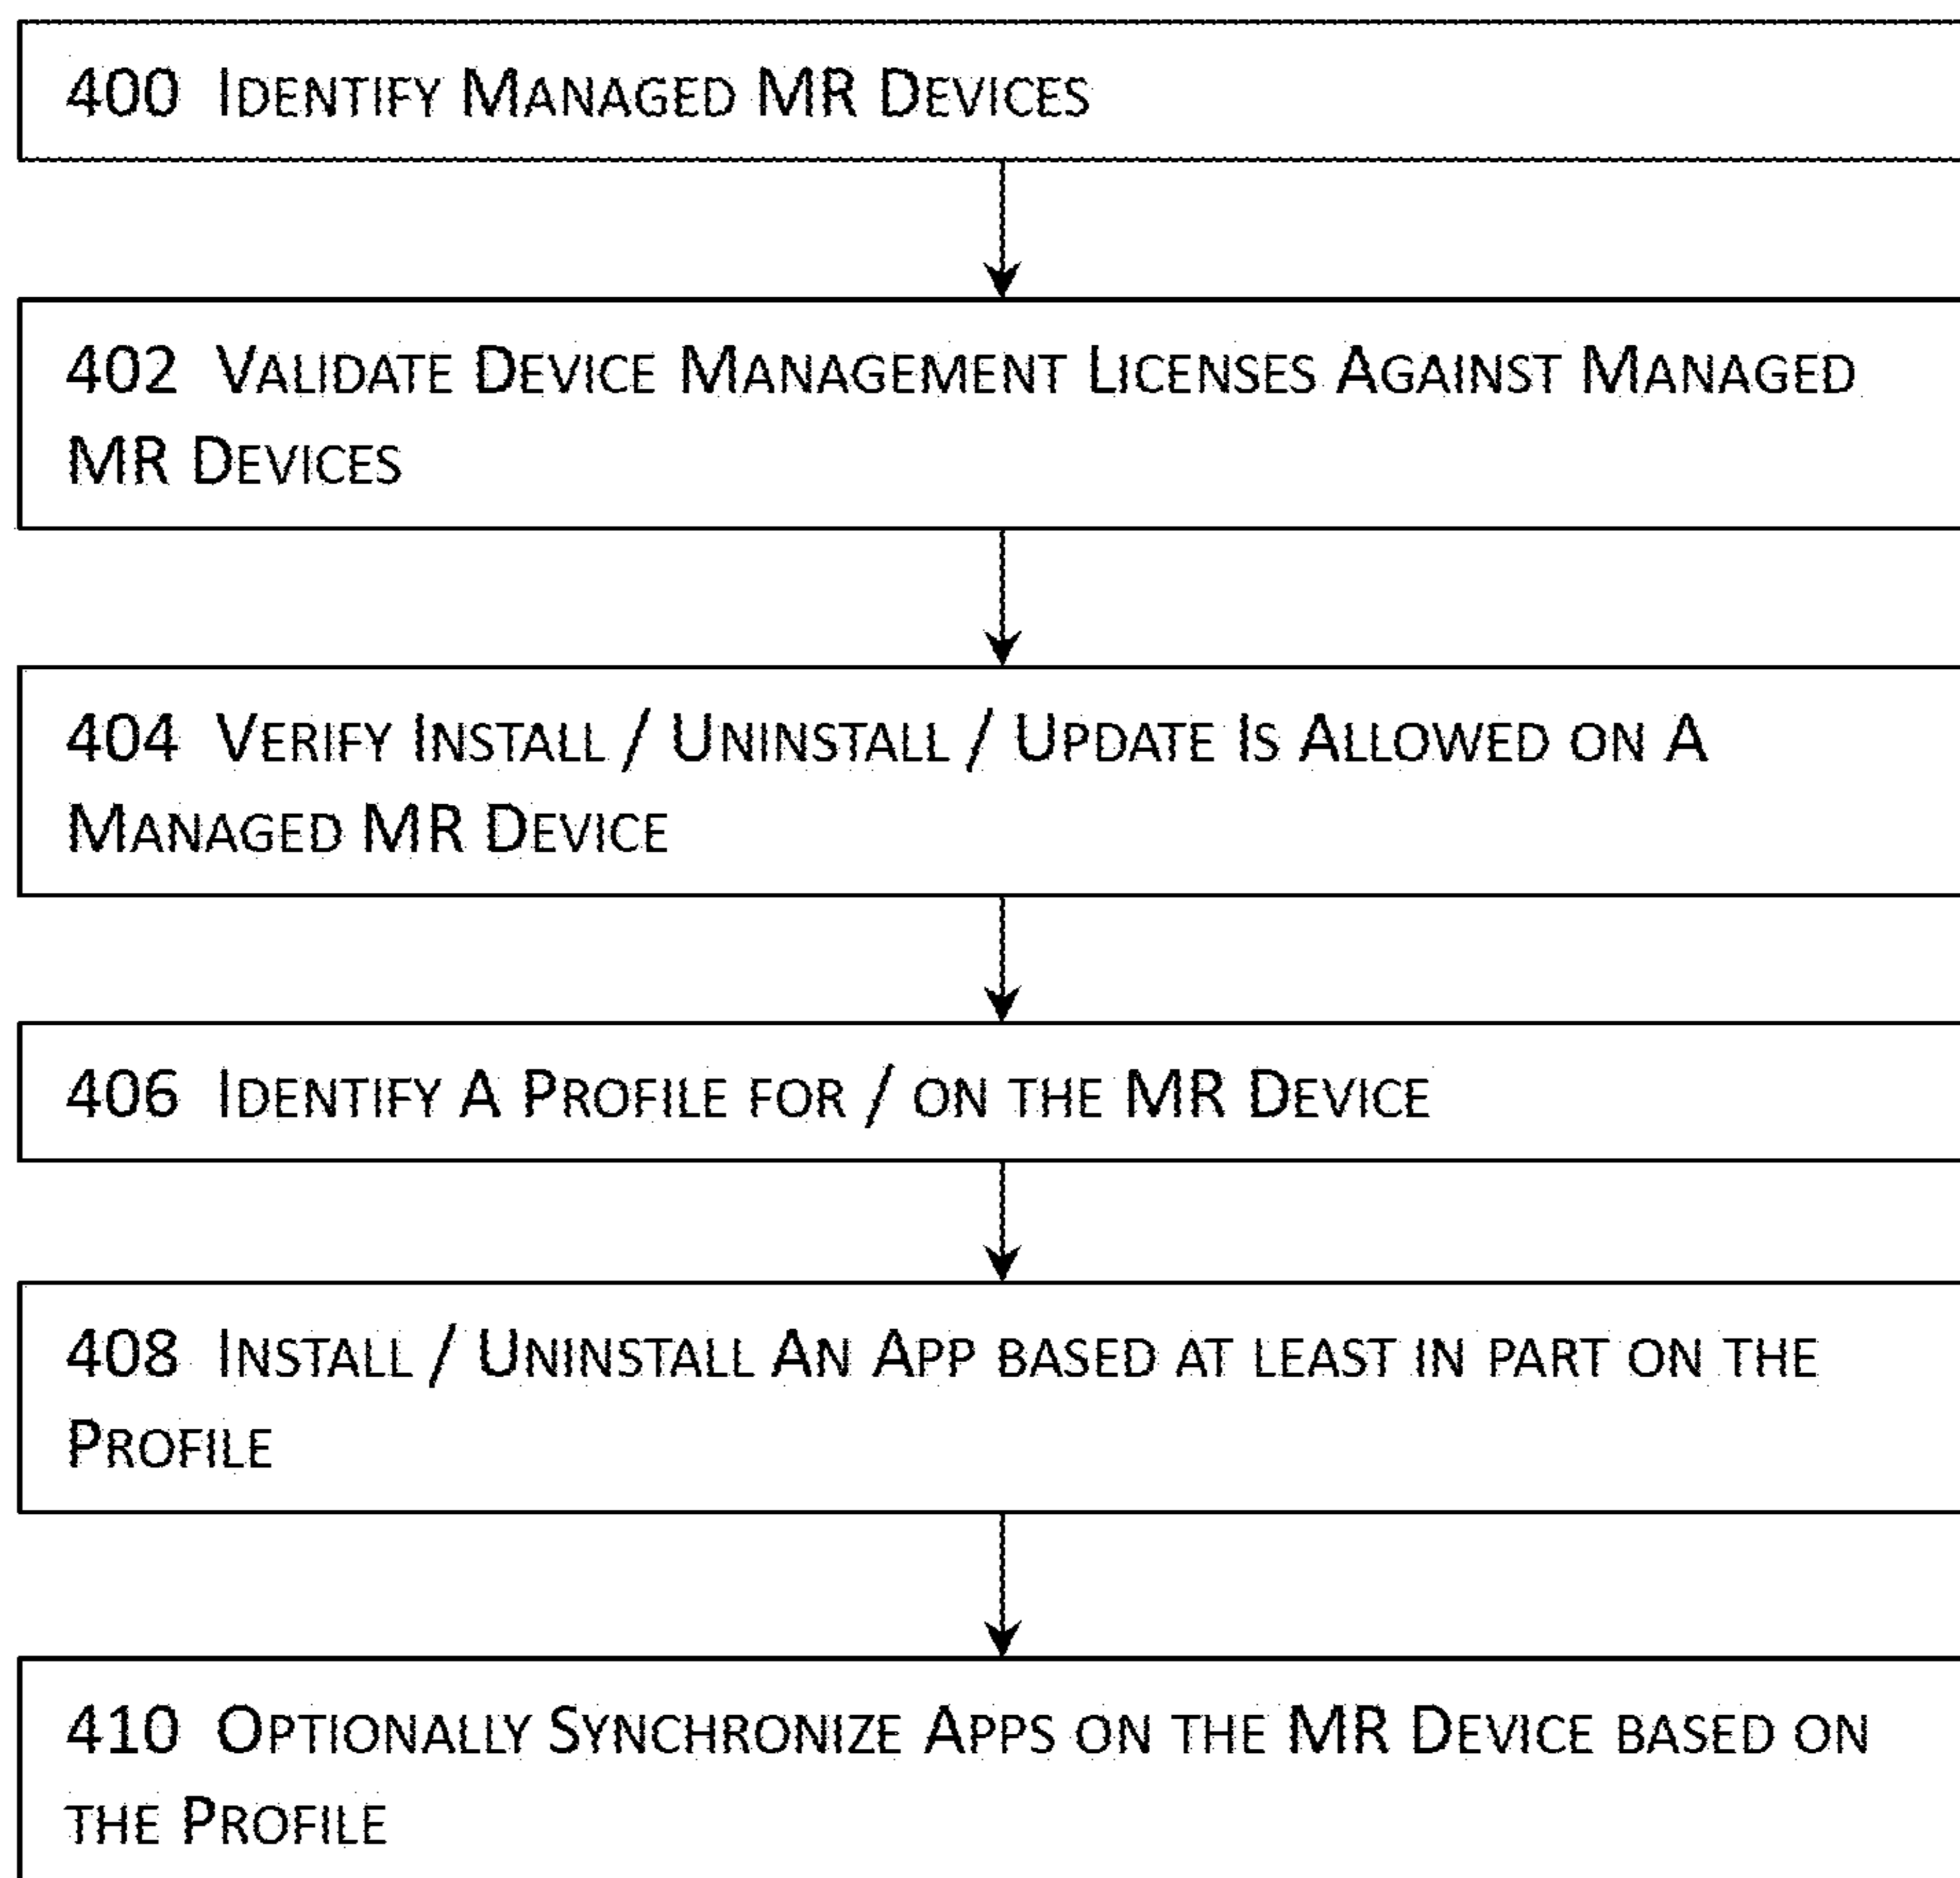 400 Identify Managed MR Devices
402 Validate Device Management Licenses Against Managed
MR Devices
404 Verify Install / Uninstall / Update Is Allowed on A
Managed MR Device
406 Identify A Profile for / on the MR Device
408 Install / Uninstall An App based at least in part on the
Profile
410 Optionally Synchronize Apps on the MR Device based on
the Profile